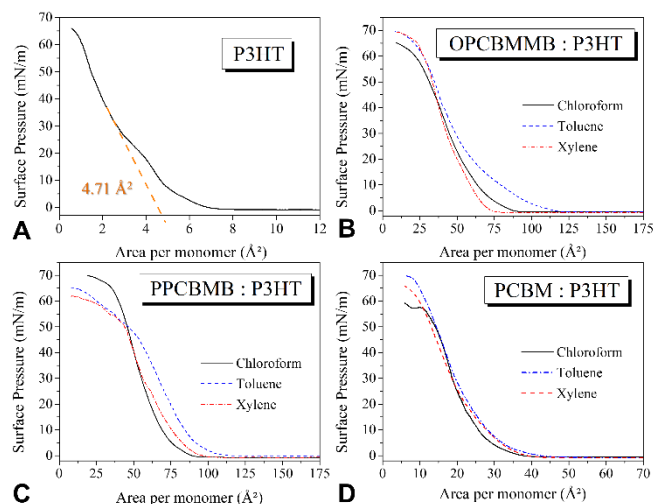 70
60
50
40
30
20
10
0
Surface Pressure (mN/m)
P3HT
4.71 Å²
0 2 4 6 8 10 12
A
Area per monomer (Å²)
70
60
50
40
30
20
10
0
Surface Pressure (mN/m)
OPCBMMB : P3HT
Chloroform
Toluene
Xylene
0 25 50 75 100 125 150 175
B
Area per monomer (Å²)
70
60
50
40
30
20
10
0
Surface Pressure (mN/m)
PPCBMB : P3HT
Chloroform
Toluene
Xylene
0 25 50 75 100 125 150 175
C
Area per monomer (Å²)
70
60
50
40
30
20
10
0
Surface Pressure (mN/m)
PCBM : P3HT
Chloroform
Toluene
Xylene
0 10 20 30 40 50 60 70
D
Area per monomer (Å²)